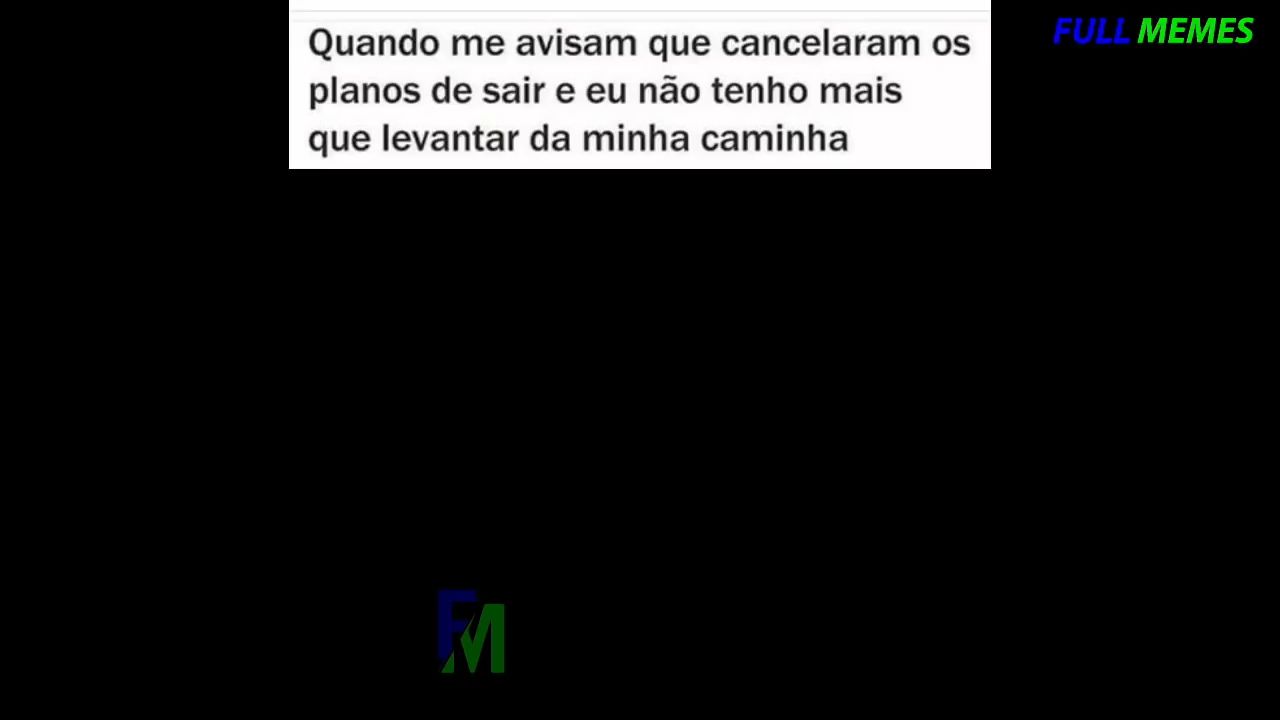 Quando me avisam que cancelaram os
planos de sair e eu não tenho mais
que levantar da minha caminha
FULL MEMES
FM